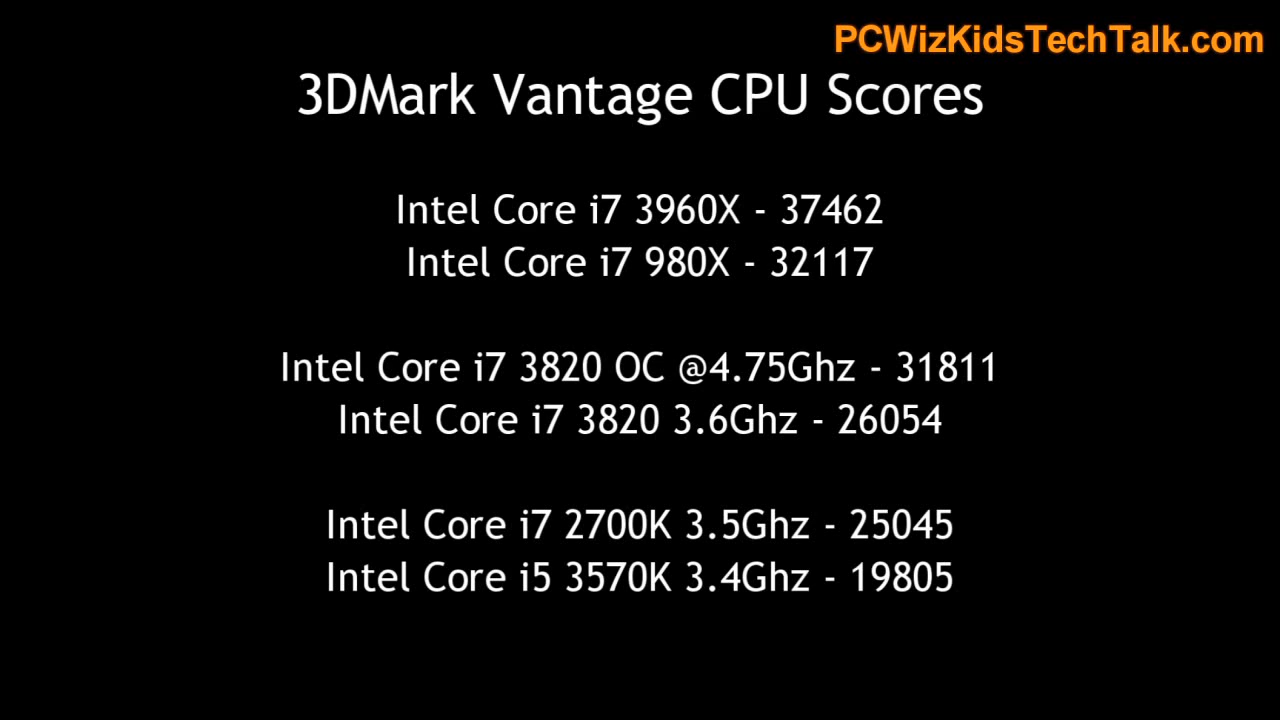 PCWizKidsTechTalk.com
3DMark Vantage CPU Scores
Intel Core i7 3960X - 37462
Intel Core i7 980X - 32117
Intel Core i7 3820 OC @4.75Ghz - 31811
Intel Core i7 3820 3.6Ghz - 26054
Intel Core i7 2700K 3.5Ghz - 25045
Intel Core i5 3570K 3.4Ghz - 19805